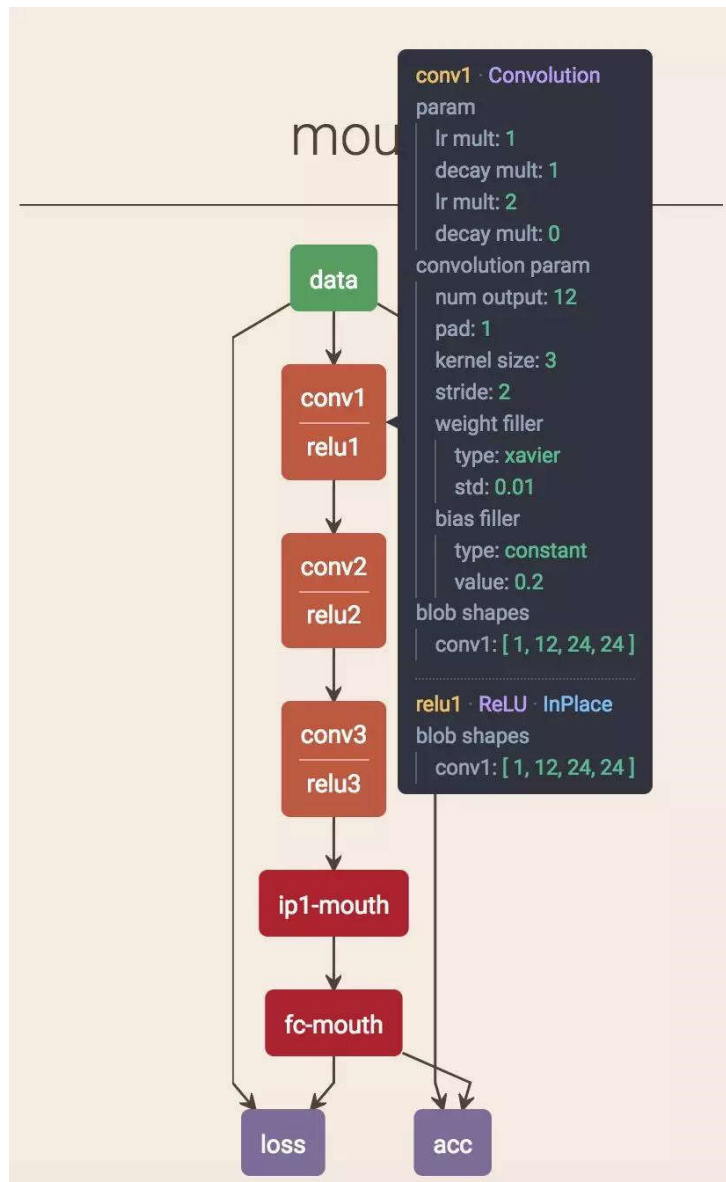 mou
conv1 · Convolution
param
lr mult: 1
decay mult: 1
lr mult: 2
decay mult: 0
convolution param
num output: 12
pad: 1
kernel size: 3
stride: 2
weight filler
type: xavier
std: 0.01
bias filler
type: constant
value: 0.2
blob shapes
conv1: [ 1, 12, 24, 24 ]
relu1 · ReLU · InPlace
blob shapes
conv1: [ 1, 12, 24, 24 ]
data
conv1
relu1
conv2
relu2
conv3
relu3
ip1-mouth
fc-mouth
loss
acc